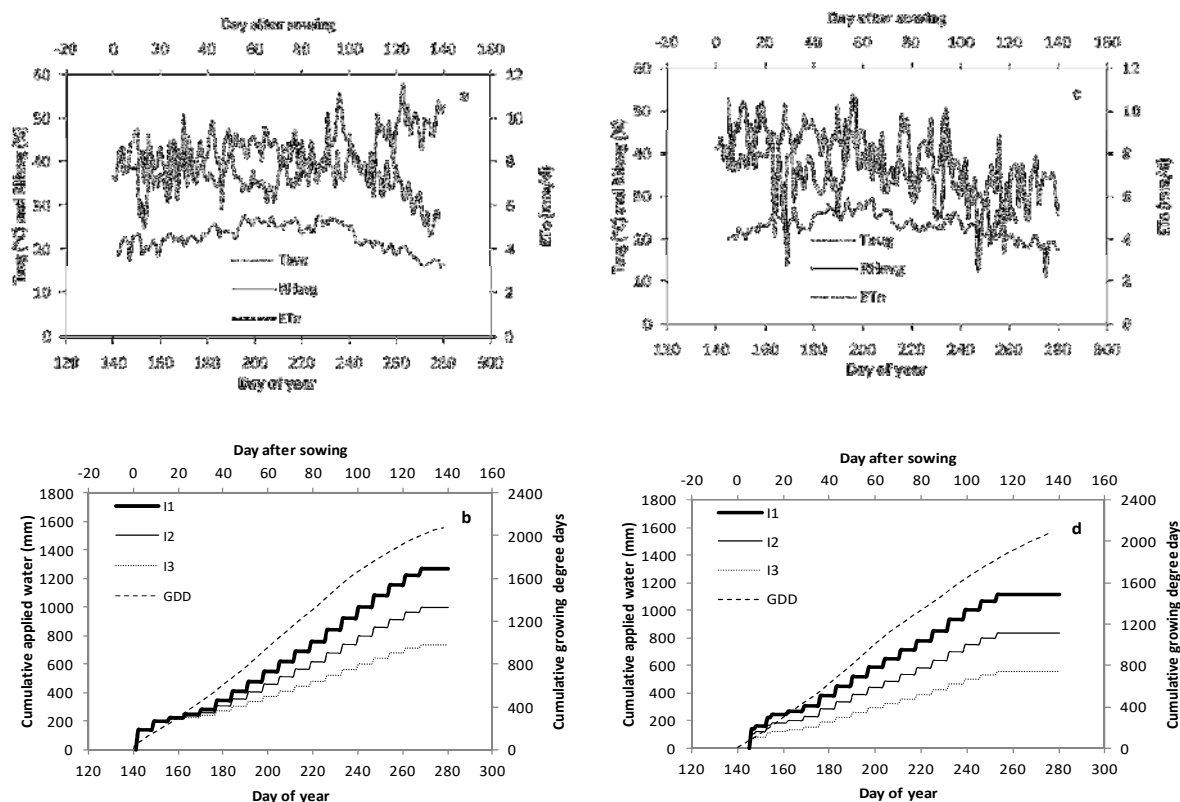 Day after sowing
-20 0 20 40 60 80 100 120 140 160
60 50 40 30 20 10 0
12 10 8 6 4 2 0
a
Tavg (°C) and RHavg (%)
ETo (mm/d)
Tavg
RHavg
ETo
120 140 160 180 200 220 240 260 280 300
Day of year
Day after sowing
-20 0 20 40 60 80 100 120 140 160
60 50 40 30 20 10 0
12 10 8 6 4 2 0
c
Tavg (°C) and RHavg (%)
ETo (mm/d)
Tavg
RHavg
ETo
120 140 160 180 200 220 240 260 280 300
Day of year
Day after sowing
-20 0 20 40 60 80 100 120 140 160
1800 1600 1400 1200 1000 800 600 400 200 0
2400 2000 1600 1200 800 400 0
b
I1
I2
I3
GDD
Cumulative applied water (mm)
Cumulative growing degree days
120 140 160 180 200 220 240 260 280 300
Day of year
Day after sowing
-20 0 20 40 60 80 100 120 140 160
1800 1600 1400 1200 1000 800 600 400 200 0
2400 2000 1600 1200 800 400 0
d
I1
I2
I3
GDD
Cumulative applied water (mm)
Cumulative growing degree days
120 140 160 180 200 220 240 260 280 300
Day of year